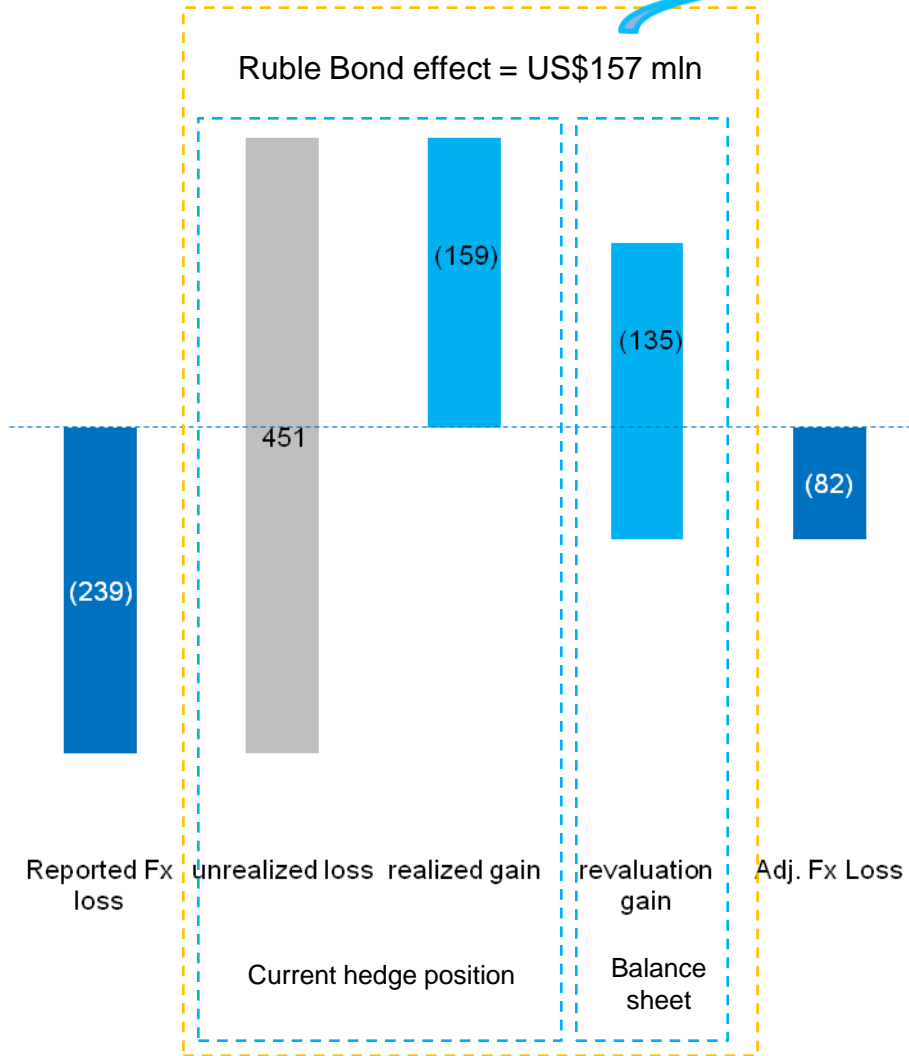 Ruble Bond effect = US$157 mln
(159)
(135)
451
(82)
(239)
Reported Fx loss
unrealized loss
realized gain
revaluation gain
Adj. Fx Loss
Current hedge position
Balance sheet